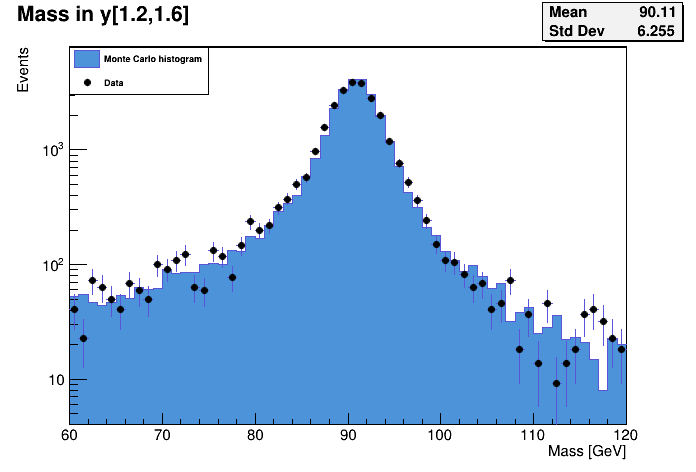 Mass in y[1.2,1.6]
Mean 90.11
Std Dev 6.255
Events
Monte Carlo histogram
Data
10³
10²
10
60 70 80 90 100 110 120
Mass [GeV]